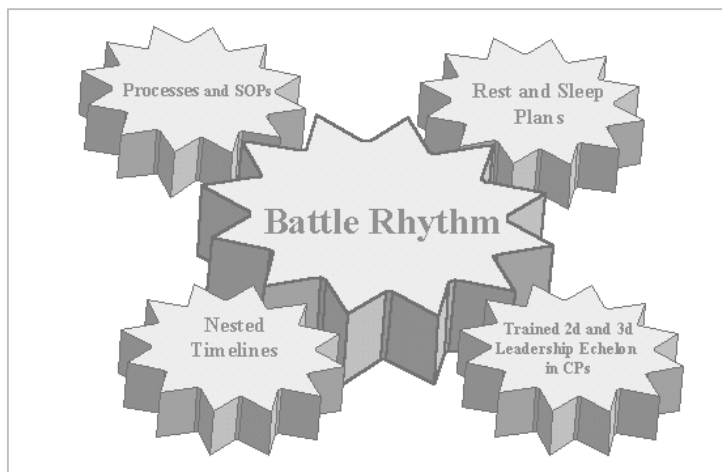 Processes and SOPs
Rest and Sleep
Plans
Battle Rhythm
Nested
Timelines
Trained 2d and 3d
Leadership Echelon
in CPs